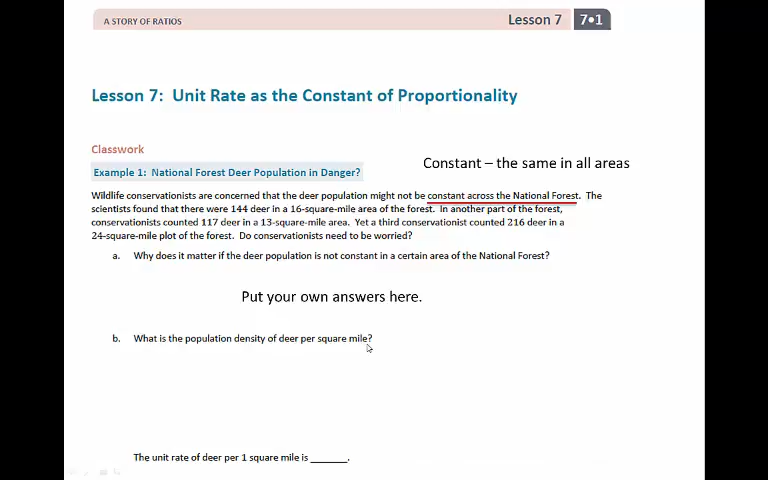 A STORY OF RATIOS
Lesson 7
7•1
Lesson 7: Unit Rate as the Constant of Proportionality
Classwork
Constant – the same in all areas
Example 1: National Forest Deer Population in Danger?
Wildlife conservationists are concerned that the deer population might not be constant across the National Forest. The
scientists found that there were 144 deer in a 16-square-mile area of the forest. In another part of the forest,
conservationists counted 117 deer in a 13-square-mile area. Yet a third conservationist counted 216 deer in a
24-square-mile plot of the forest. Do conservationists need to be worried?
a. Why does it matter if the deer population is not constant in a certain area of the National Forest?
Put your own answers here.
b. What is the population density of deer per square mile?
The unit rate of deer per 1 square mile is ______.